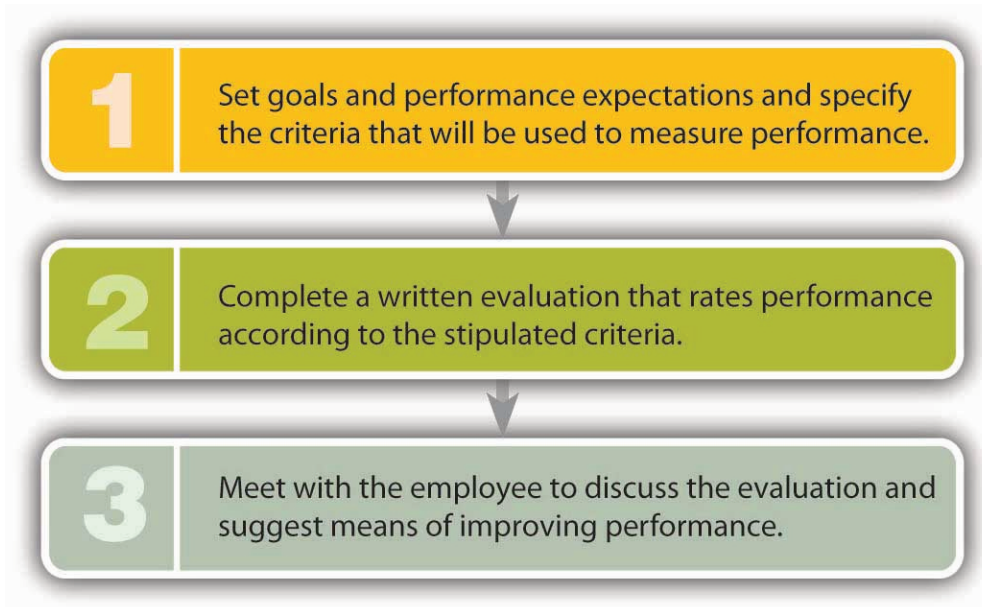 1
Set goals and performance expectations and specify
the criteria that will be used to measure performance.
2
Complete a written evaluation that rates performance
according to the stipulated criteria.
3
Meet with the employee to discuss the evaluation and
suggest means of improving performance.